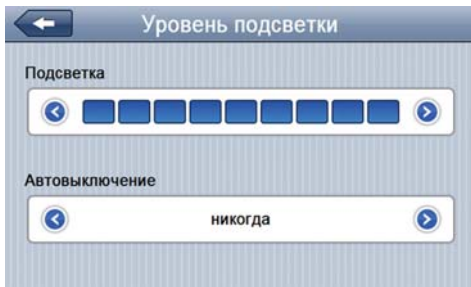 Уровень подсветки
Подсветка
Автовыключение
никогда